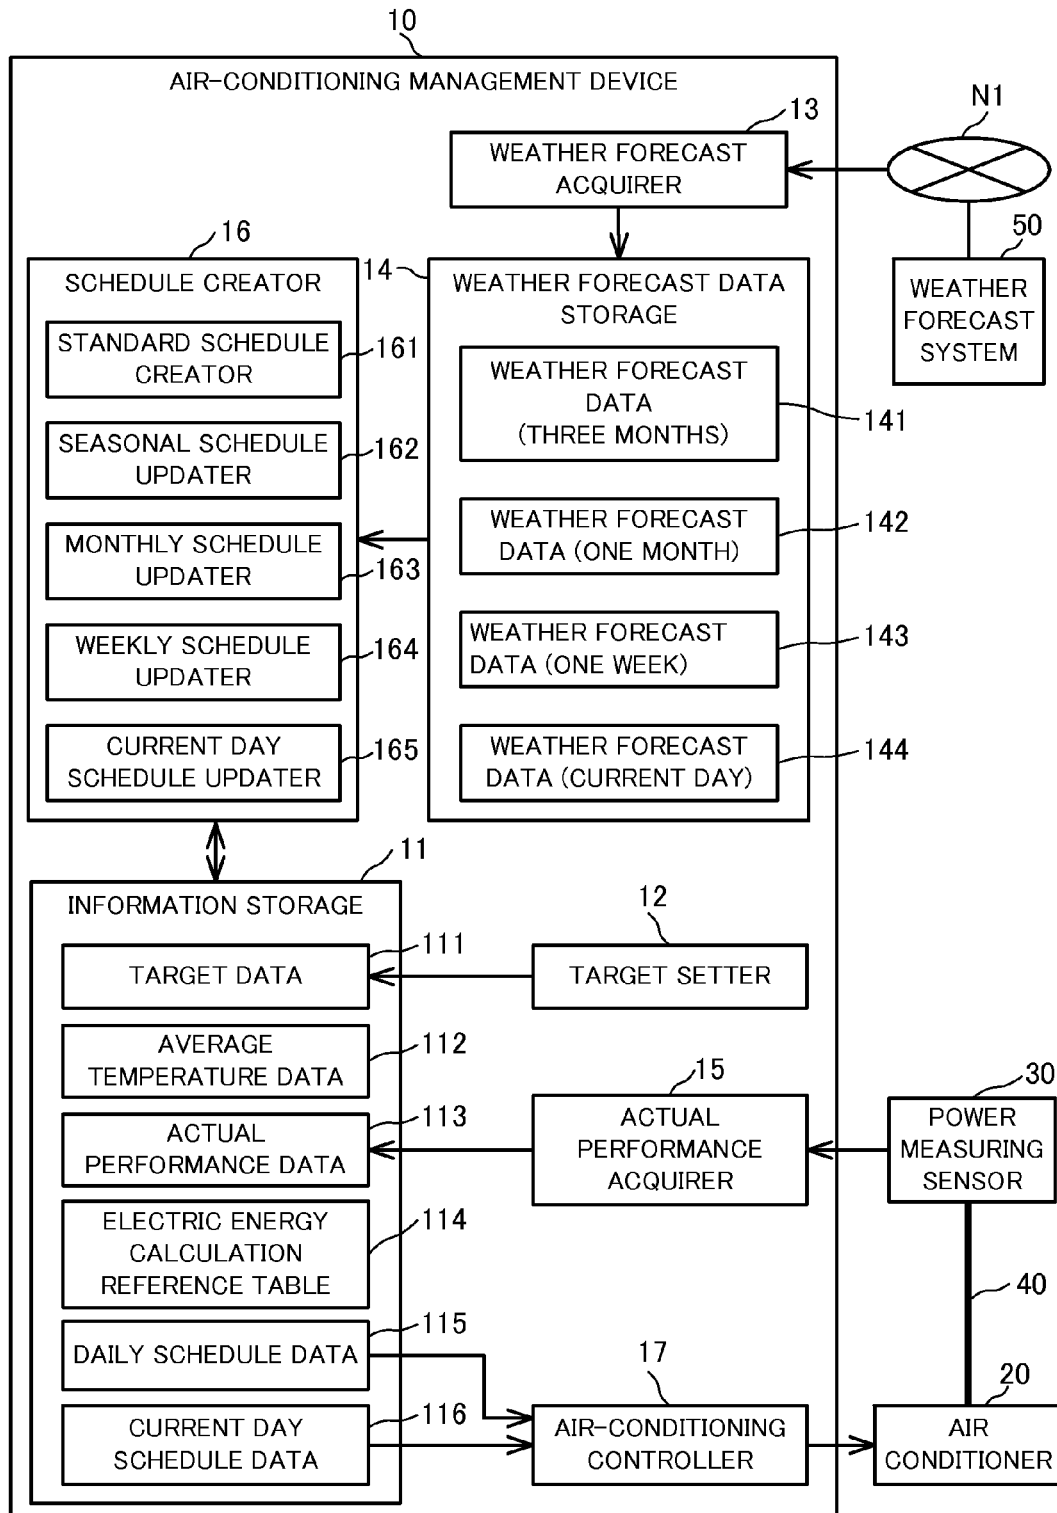 10
AIR-CONDITIONING MANAGEMENT DEVICE
13
N1
WEATHER FORECAST
ACQUIRER
16
14
50
SCHEDULE CREATOR
STANDARD SCHEDULE
CREATOR
161
SEASONAL SCHEDULE
UPDATER
162
MONTHLY SCHEDULE
UPDATER
163
WEEKLY SCHEDULE
UPDATER
164
CURRENT DAY
SCHEDULE UPDATER
165
WEATHER FORECAST DATA
STORAGE
WEATHER FORECAST
DATA
(THREE MONTHS)
141
WEATHER FORECAST
DATA (ONE MONTH)
142
WEATHER FORECAST
DATA (ONE WEEK)
143
WEATHER FORECAST
DATA (CURRENT DAY)
144
WEATHER
FORECAST
SYSTEM
11
INFORMATION STORAGE
TARGET DATA
111
12
TARGET SETTER
AVERAGE
TEMPERATURE DATA
112
ACTUAL
PERFORMANCE DATA
113
15
ACTUAL
PERFORMANCE
ACQUIRER
30
POWER
MEASURING
SENSOR
ELECTRIC ENERGY
CALCULATION
REFERENCE TABLE
114
40
DAILY SCHEDULE DATA
115
CURRENT DAY
SCHEDULE DATA
116
17
AIR-CONDITIONING
CONTROLLER
20
AIR
CONDITIONER